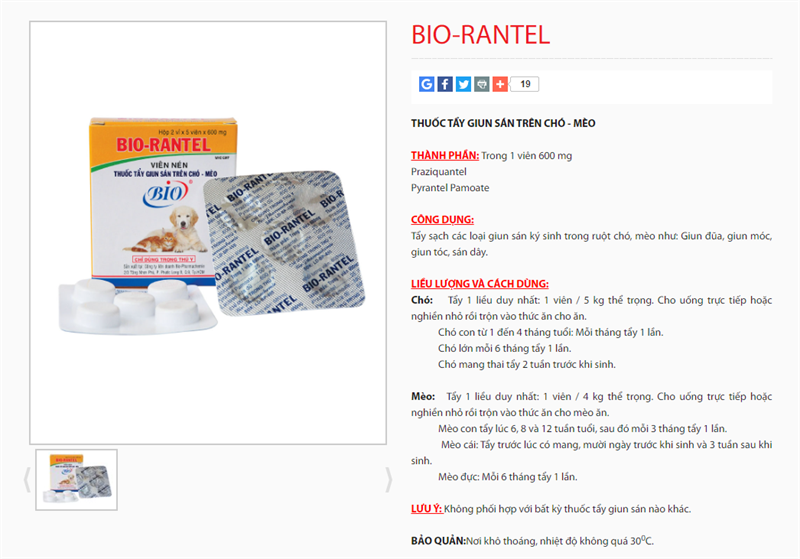 BIO-RANTEL
19
THUỐC TẨY GIUN SÁN TRÊN CHÓ - MÈO
THÀNH PHẦN: Trong 1 viên 600 mg
Praziquantel
Pyrantel Pamoate
CÔNG DỤNG:
Tẩy sạch các loại giun sán ký sinh trong ruột chó, mèo như: Giun đũa, giun móc,
giun tóc, sán dây.
LIỀU LƯỢNG VÀ CÁCH DÙNG:
Chó: Tẩy 1 liều duy nhất: 1 viên / 5 kg thể trọng. Cho uống trực tiếp hoặc
nghiền nhỏ rồi trộn vào thức ăn cho ăn.
Chó con từ 1 đến 4 tháng tuổi: Mỗi tháng tẩy 1 lần.
Chó lớn mỗi 6 tháng tẩy 1 lần.
Chó mang thai tẩy 2 tuần trước khi sinh.
Mèo: Tẩy 1 liều duy nhất: 1 viên / 4 kg thể trọng. Cho uống trực tiếp hoặc
nghiền nhỏ rồi trộn vào thức ăn cho mèo ăn.
Mèo con tẩy lúc 6, 8 và 12 tuần tuổi, sau đó mỗi 3 tháng tẩy 1 lần.
Mèo cái: Tẩy trước lúc có mang, mười ngày trước khi sinh và 3 tuần sau khi
sinh.
Mèo đực: Mỗi 6 tháng tẩy 1 lần.
LƯU Ý: Không phối hợp với bất kỳ thuốc tẩy giun sán nào khác.
BẢO QUẢN:Nơi khô thoáng, nhiệt độ không quá 30⁰C.
Hộp 2 vỉ x 5 viên x 600 mg
BIO-RANTEL
VIÊN NÉN
THUỐC TẨY GIUN SÁN TRÊN CHÓ - MÈO
BIO
CHỈ DÙNG TRONG THÚ Y
BIO-RANTEL
BIO-RANTEL
BIO-RANTEL
BIO-RANTEL